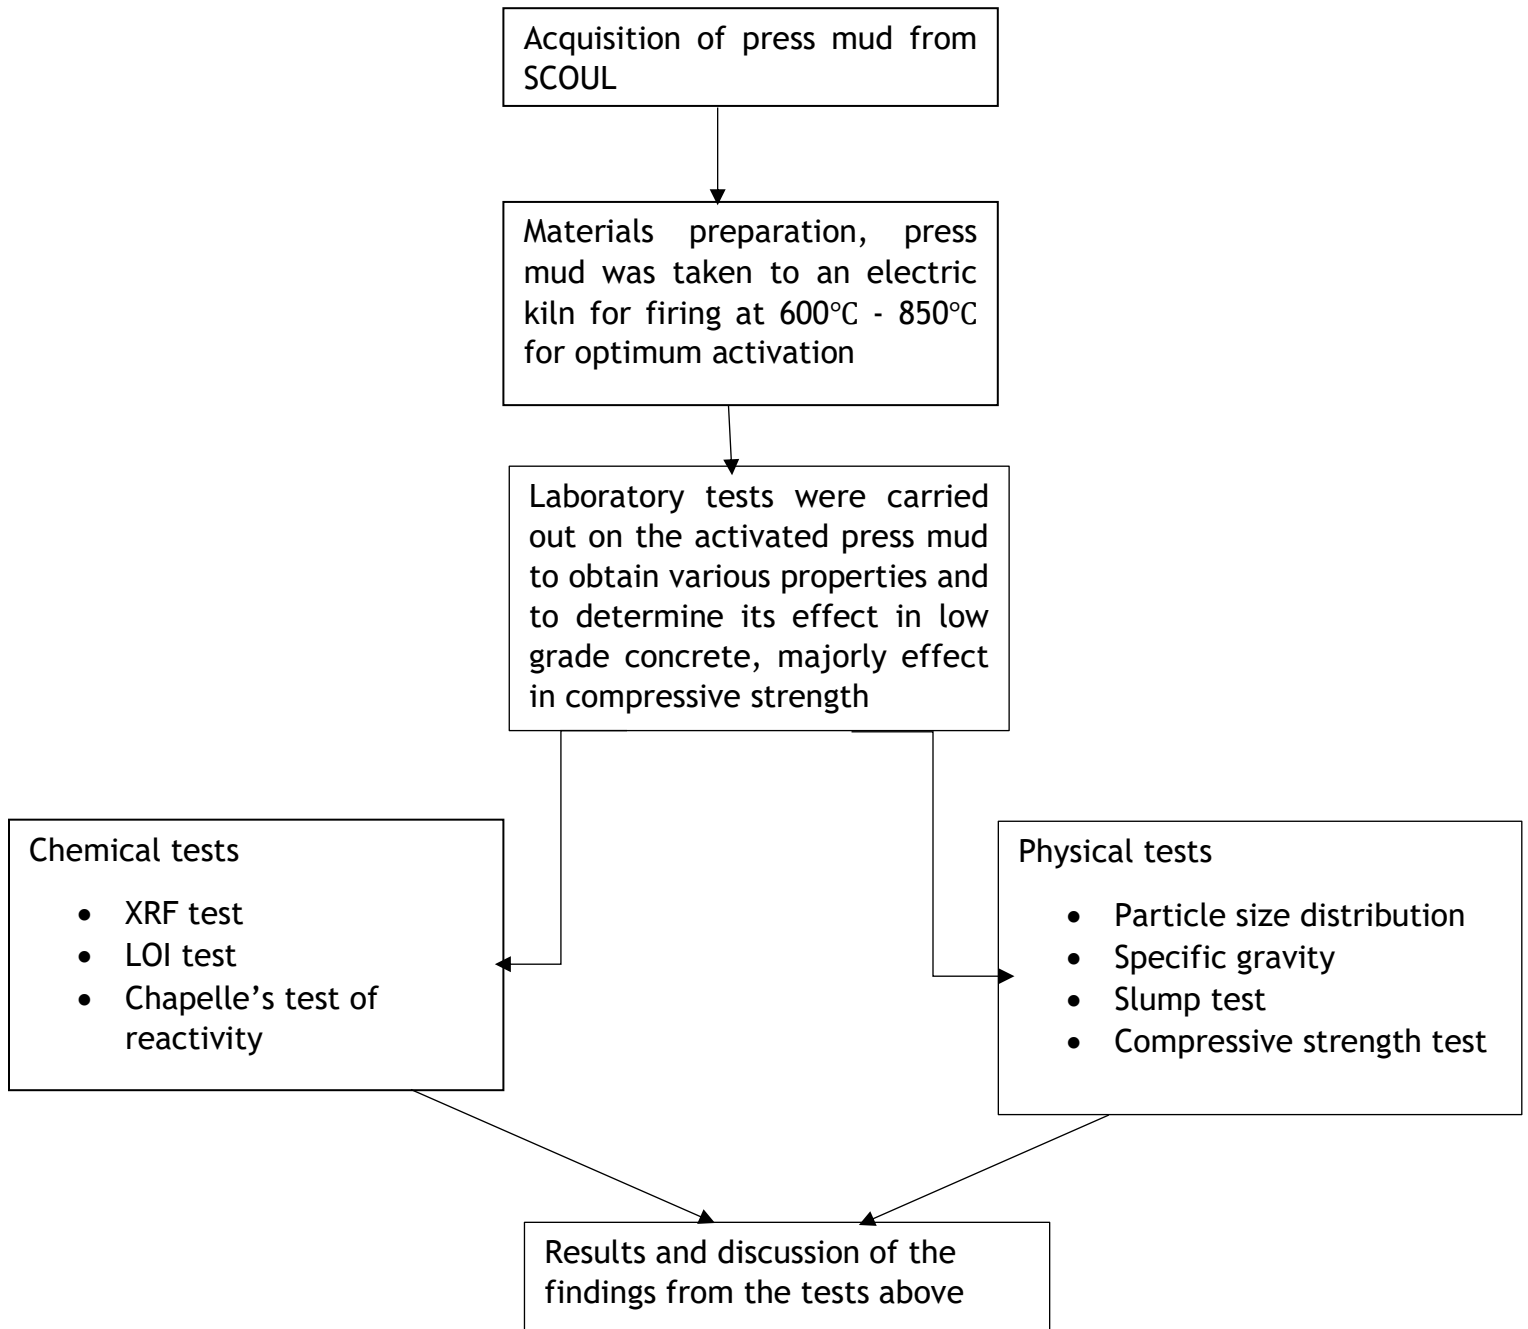 Acquisition of press mud from
SCOUL
Materials preparation, press
mud was taken to an electric
kiln for firing at 600℃ - 850℃
for optimum activation
Laboratory tests were carried
out on the activated press mud
to obtain various properties and
to determine its effect in low
grade concrete, majorly effect
in compressive strength
Chemical tests
• XRF test
• LOI test
• Chapelle’s test of
reactivity
Physical tests
• Particle size distribution
• Specific gravity
• Slump test
• Compressive strength test
Results and discussion of the
findings from the tests above